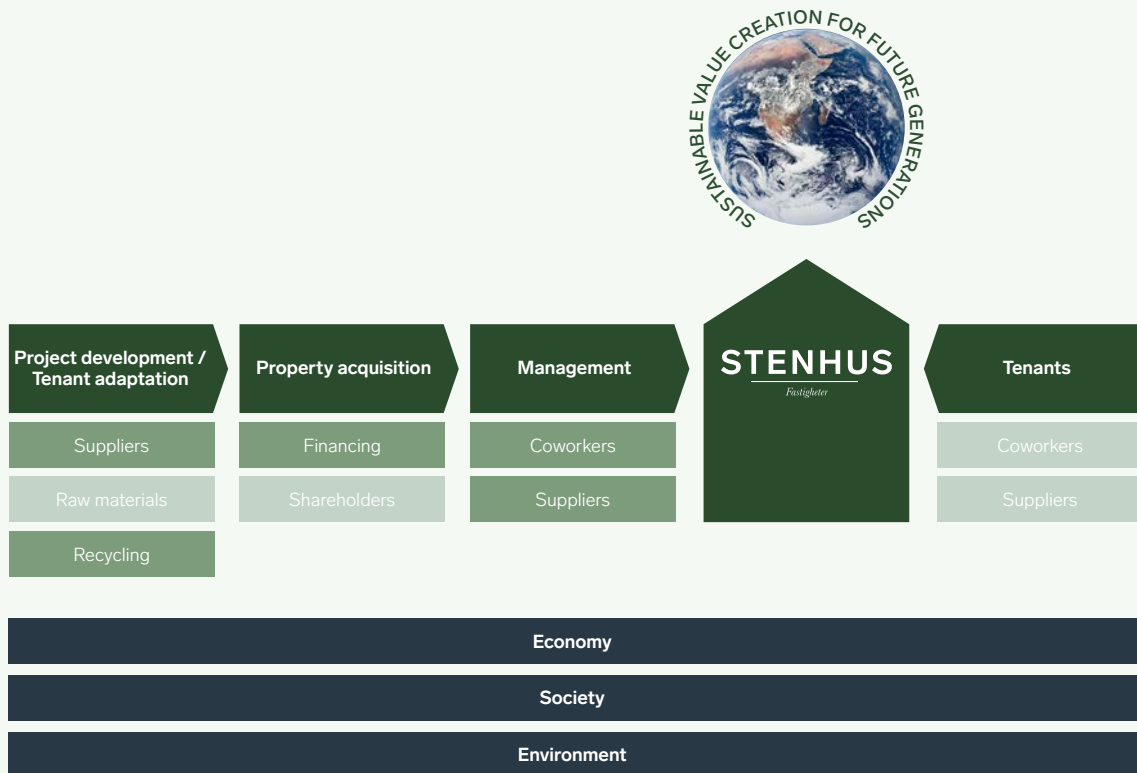 SUSTAINABLE VALUE CREATION FOR FUTURE GENERATIONS
Project development /
Tenant adaptation
Property acquisition
Management
STENHUS
Fastigheter
Tenants
Suppliers
Financing
Coworkers
Coworkers
Raw materials
Shareholders
Suppliers
Suppliers
Recycling
Economy
Society
Environment